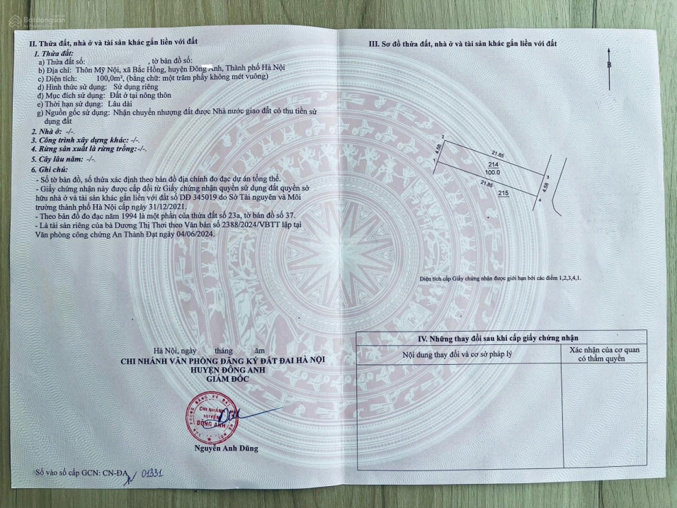 II. Thửa đất, nhà ở và tài sản khác gắn liền với đất
1. Thửa đất:
a) Thửa đất số: , tờ bản đồ số:
b) Địa chỉ: Thôn Mỹ Nội, xã Bắc Hồng, huyện Đông Anh, Thành phố Hà Nội
c) Diện tích: 100,0m², (bằng chữ: một trăm phẩy không mét vuông)
d) Hình thức sử dụng: Sử dụng riêng
đ) Mục đích sử dụng: Đất ở tại nông thôn
e) Thời hạn sử dụng: Lâu dài
g) Nguồn gốc sử dụng: Nhận chuyển nhượng đất được Nhà nước giao đất có thu tiền sử
dụng đất
2. Nhà ở: -/-.
3. Công trình xây dựng khác: -/-.
4. Rừng sản xuất là rừng trồng: -/-.
5. Cây lâu năm: -/-.
6. Ghi chú:
- Số tờ bản đồ, số thửa xác định theo bản đồ địa chính đo đạc dự án tổng thể.
- Giấy chứng nhận này được cấp đổi từ Giấy chứng nhận quyền sử dụng đất quyền sở
hữu nhà ở và tài sản khác gắn liền với đất số DĐ 345019 do Sở Tài nguyên và Môi
trường thành phố Hà Nội cấp ngày 31/12/2021.
- Theo bản đồ đo đạc năm 1994 là một phần của thửa đất số 23a, tờ bản đồ số 37.
- Là tài sản riêng của bà Dương Thị Thơi theo Văn bản số 2388/2024/VBTT lập tại
Văn phòng công chứng An Thành Đạt ngày 04/06/2024.
Hà Nội, ngày tháng năm
CHI NHÁNH VĂN PHÒNG ĐĂNG KÝ ĐẤT ĐAI HÀ NỘI
HUYỆN ĐÔNG ANH
GIÁM ĐỐC
CHI NHÁNH
HUYỆN
ĐÔNG ANH
Nguyễn Anh Dũng
Số vào sổ cấp GCN: CN-ĐA 01331
III. Sơ đồ thửa đất, nhà ở và tài sản khác gắn liền với đất
B
21.85
4.58
214
100.0
21.85
4.58
215
Diện tích cấp Giấy chứng nhận được giới hạn bởi các điểm 1,2,3,4,1.
IV. Những thay đổi sau khi cấp giấy chứng nhận
Nội dung thay đổi và cơ sở pháp lý
Xác nhận của cơ quan
có thẩm quyền